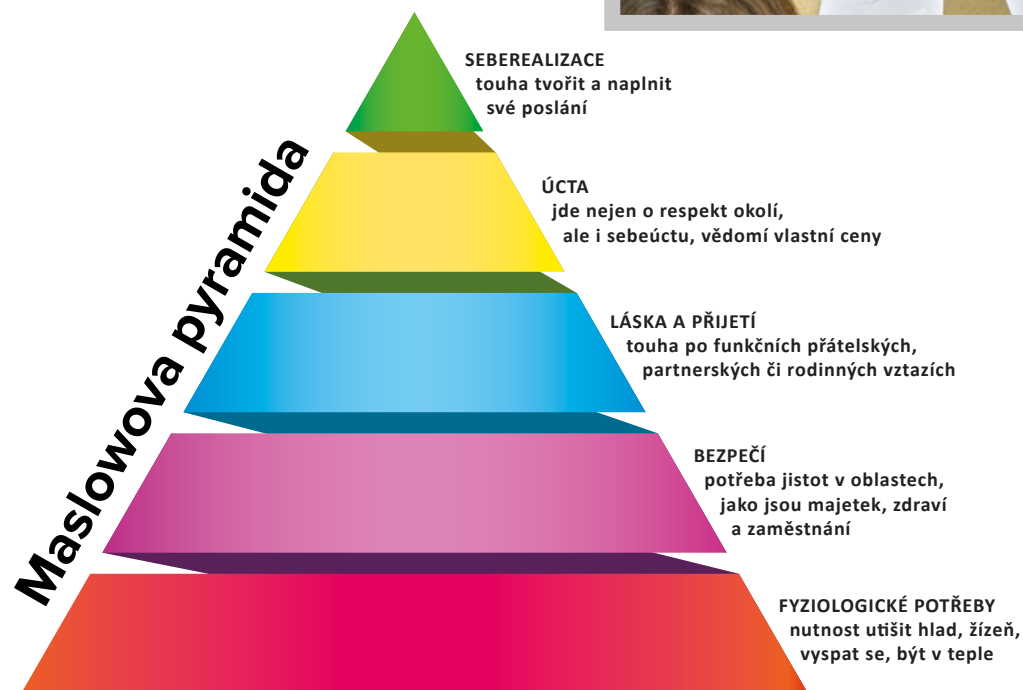 Maslowova pyramida
SEBEREALIZACE
touha tvořit a naplnit
své poslání
ÚCTA
jde nejen o respekt okolí,
ale i sebeúctu, vědomí vlastní ceny
LÁSKA A PŘIJETÍ
touha po funkčních přátelských,
partnerských či rodinných vztazích
BEZPEČÍ
potřeba jistot v oblastech,
jako jsou majetek, zdraví
a zaměstnání
FYZIOLOGICKÉ POTŘEBY
nutnost utišit hlad, žízeň,
vyspat se, být v teple